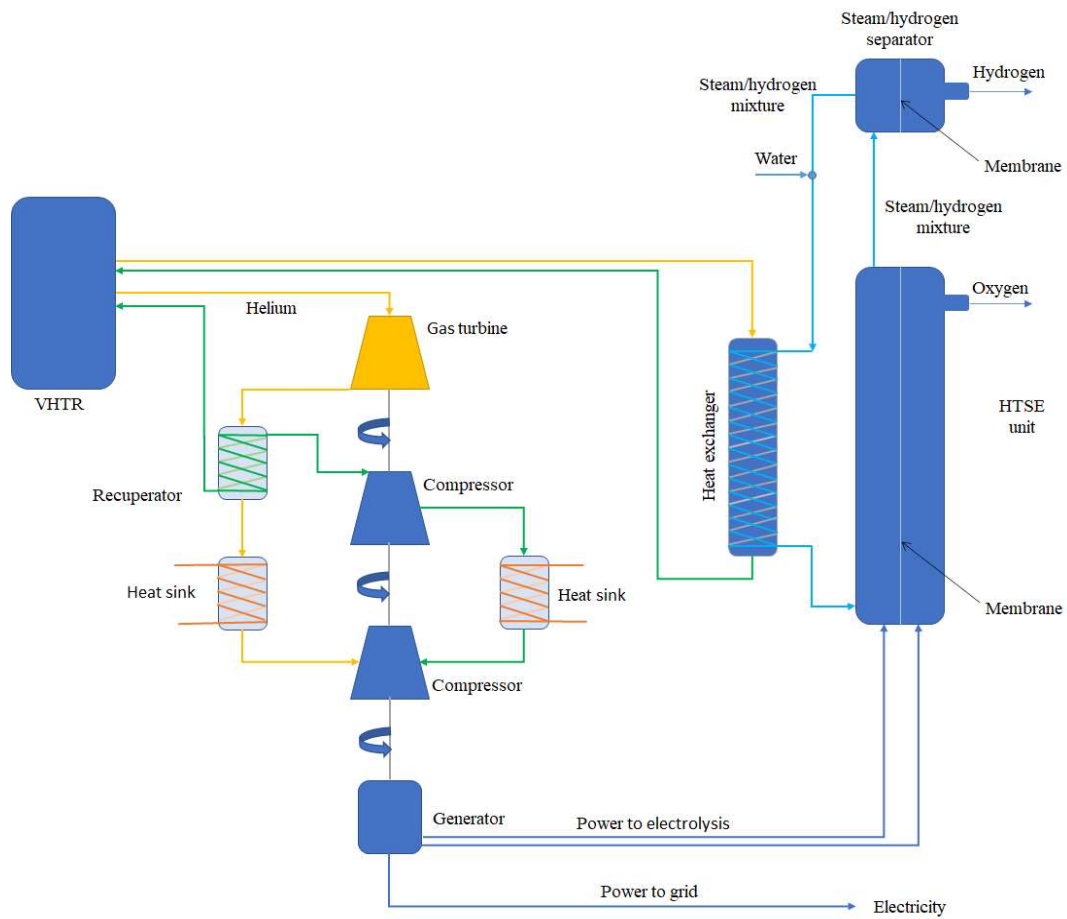 Steam/hydrogen
separator
Steam/hydrogen
mixture
Hydrogen
Water
Membrane
Steam/hydrogen
mixture
Helium
Oxygen
Gas turbine
VHTR
HTSE
unit
Heat exchanger
Recuperator
Compressor
Heat sink
Heat sink
Membrane
Compressor
Generator
Power to electrolysis
Power to grid
Electricity